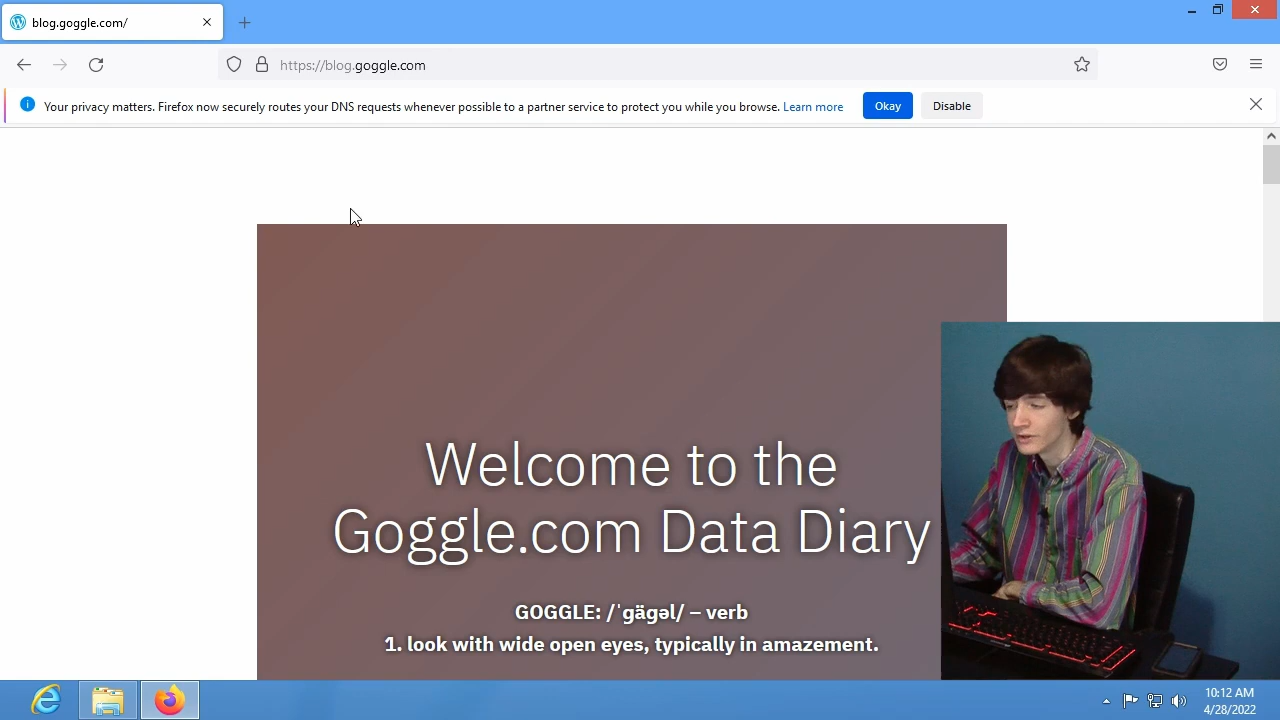 blog.goggle.com/
https://blog.goggle.com
Your privacy matters. Firefox now securely routes your DNS requests whenever possible to a partner service to protect you while you browse. Learn more
Okay
Disable
Welcome to the
Goggle.com Data Diary
GOGGLE: /ˈgägəl/ – verb
1. look with wide open eyes, typically in amazement.
10:12 AM
4/28/2022